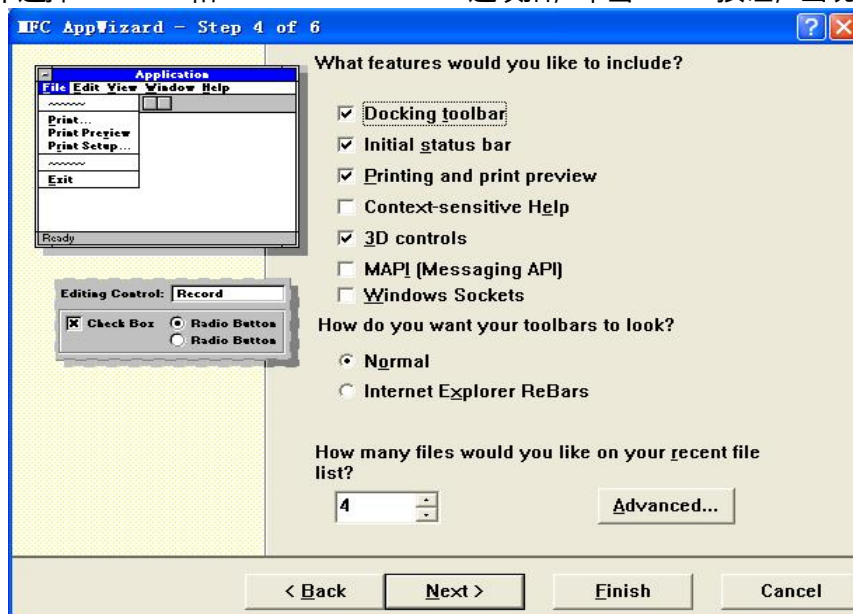 MFC AppWizard - Step 4 of 6
Application
File Edit View Window Help
Print...
Print Preview
Print Setup...
Exit
Ready
Editing Control: Record
Check Box Radio Button
Radio Button
What features would you like to include?
Docking toolbar
Initial status bar
Printing and print preview
Context-sensitive Help
3D controls
MAPI (Messaging API)
Windows Sockets
How do you want your toolbars to look?
Normal
Internet Explorer ReBars
How many files would you like on your recent file
list?
4
Advanced...
< Back Next > Finish Cancel